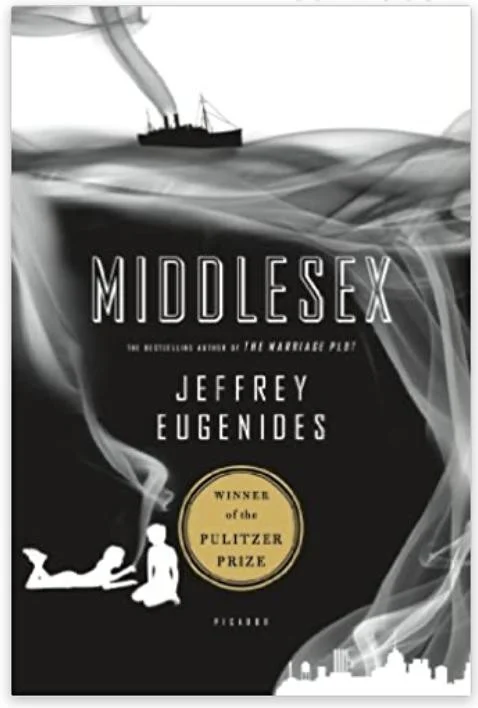 MIDDLESEX
THE BESTSELLING AUTHOR OF THE MARRIAGE PLOT
JEFFREY
EUGENIDES
WINNER
of the
PULITZER
PRIZE
PICADOR